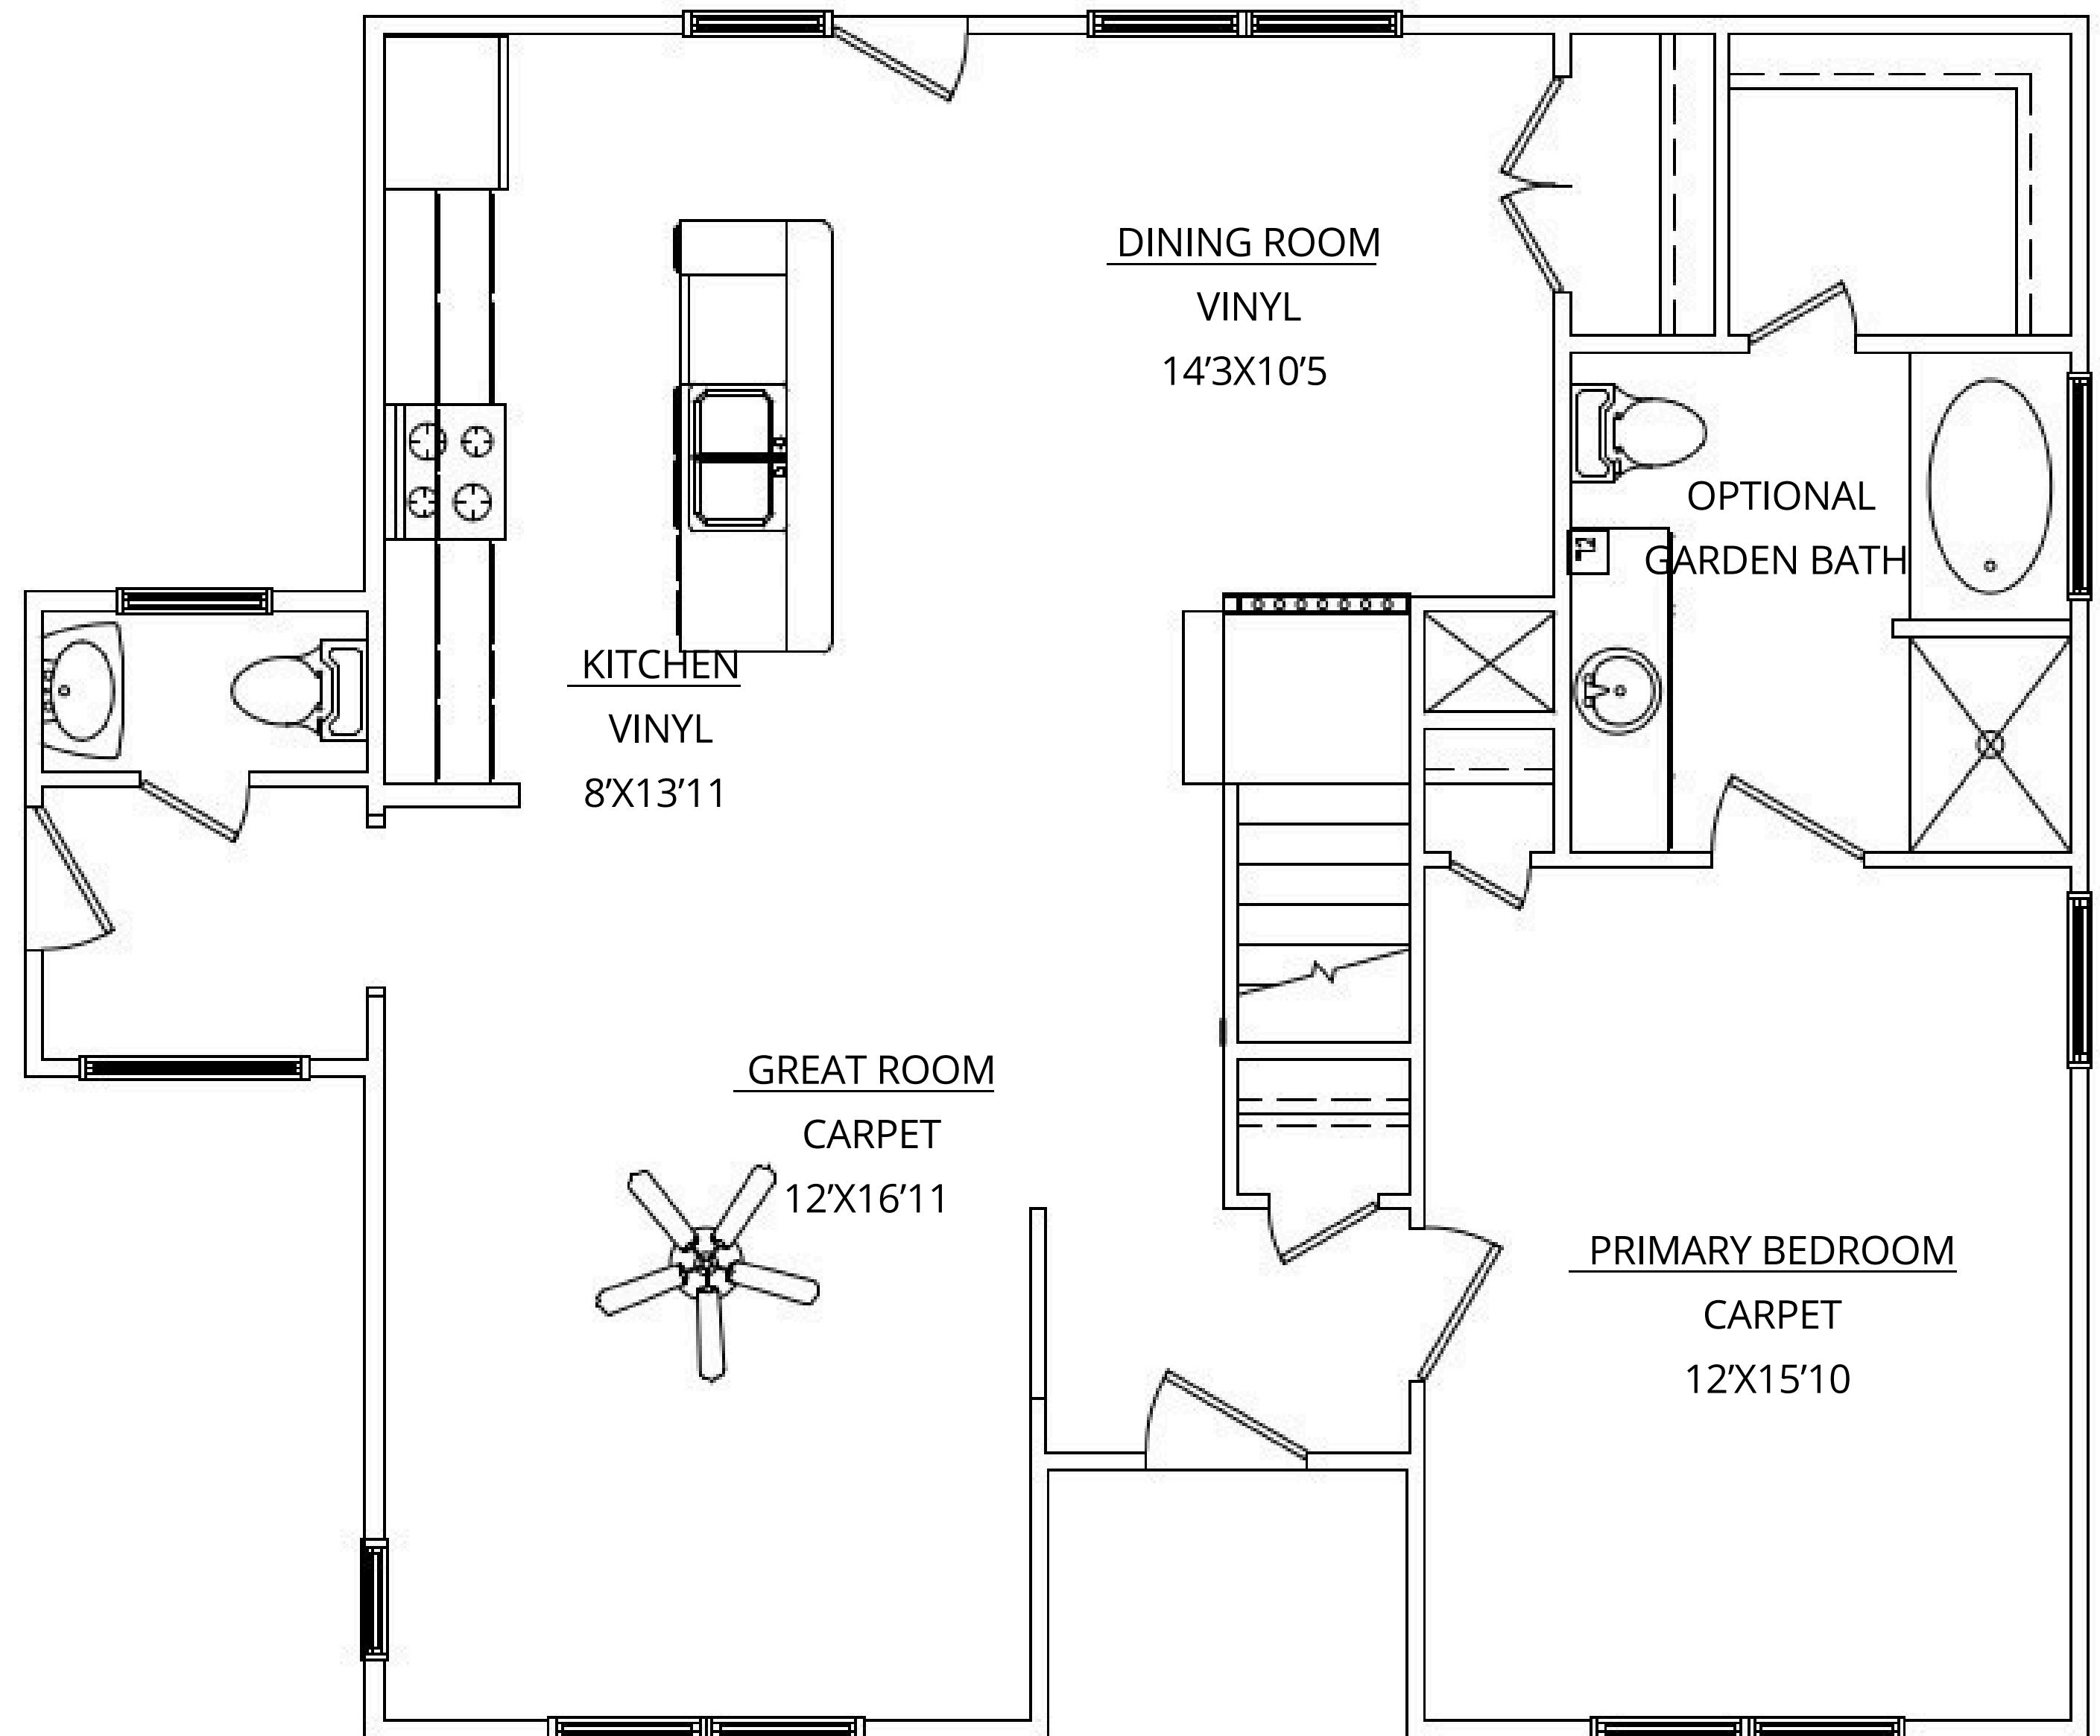 DINING ROOM
VINYL
14’3X10’5
OPTIONAL
GARDEN BATH
KITCHEN
VINYL
8’X13’11
GREAT ROOM
CARPET
12’X16’11
PRIMARY BEDROOM
CARPET
12’X15’10